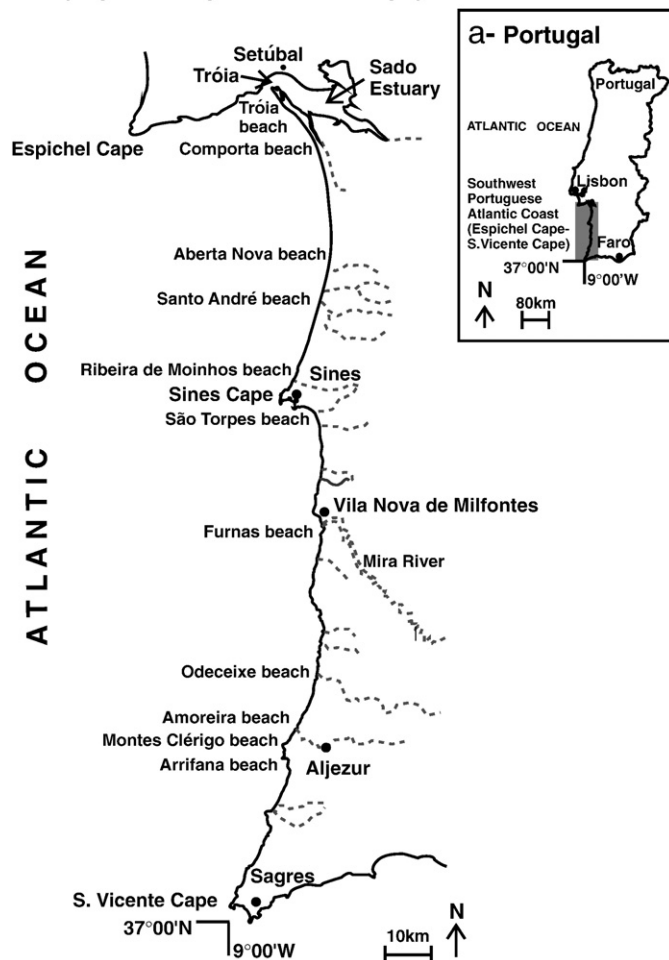 Setúbal
Tróia
Sado
Estuary
Tróia
beach
Espichel Cape
Comporta beach
Aberta Nova beach
Santo André beach
Ribeira de Moinhos beach
Sines
Sines Cape
São Torpes beach
Vila Nova de Milfontes
Furnas beach
Mira River
Odeceixe beach
Amoreira beach
Montes Clérigo beach
Arrifana beach
Aljezur
Sagres
S. Vicente Cape
37°00'N
9°00'W
10km
N
ATLANTIC OCEAN
a- Portugal
Portugal
ATLANTIC OCEAN
Lisbon
Southwest
Portuguese
Atlantic Coast
(Espichel Cape-
S.Vicente Cape)
Faro
37°00'N
9°00'W
N
80km